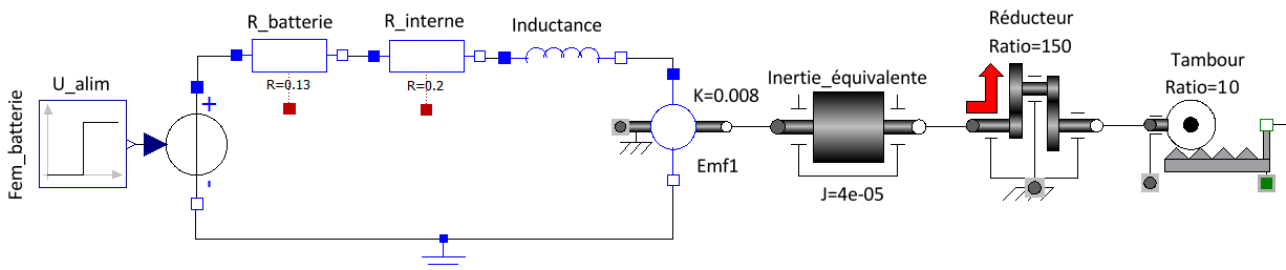 R_batterie
R_interne
Inductance
Réducteur
Ratio=150
Tambour
Ratio=10
U_alim
R=0.13
R=0.2
Inertie_équivalente
K=0.008
Fem_batterie
+
-
Emf1
J=4e-05